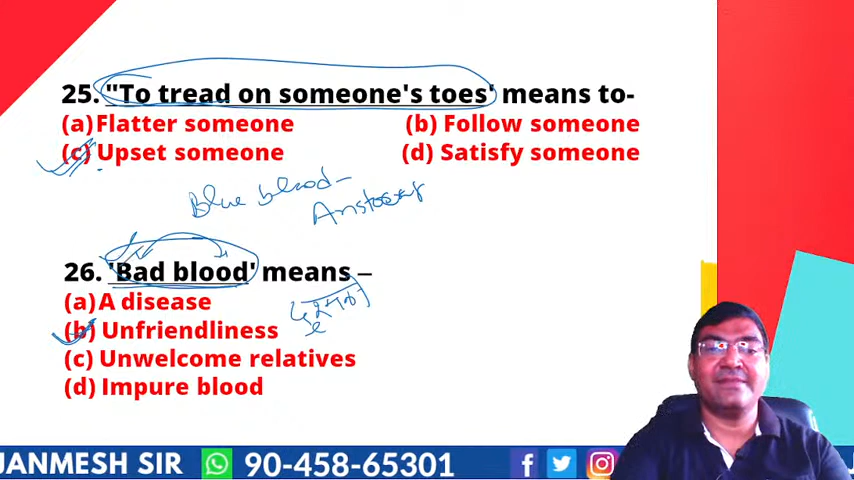 25. "To tread on someone's toes' means to-
(a)Flatter someone (b) Follow someone
(c) Upset someone (d) Satisfy someone
Blue blood-
26. 'Bad blood' means –
(a) A disease
(b) Unfriendliness
(c) Unwelcome relatives
(d) Impure blood
JANMESH SIR 90-458-65301